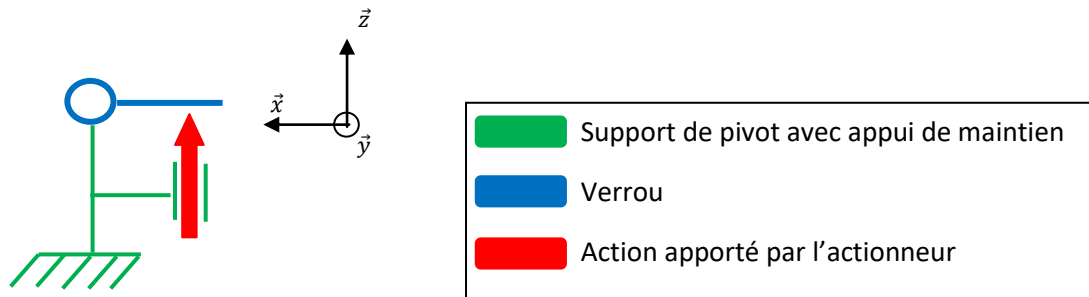 z⃗
x⃗
y⃗
Support de pivot avec appui de maintien
Verrou
Action apporté par l’actionneur